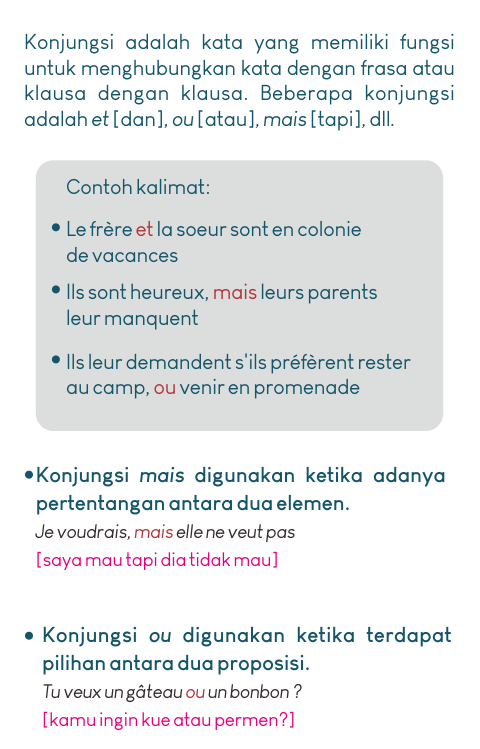 Konjungsi adalah kata yang memiliki fungsi
untuk menghubungkan kata dengan frasa atau
klausa dengan klausa. Beberapa konjungsi
adalah et [dan], ou [atau], mais [tapi], dll.
Contoh kalimat:
• Le frère et la soeur sont en colonie
de vacances
• Ils sont heureux, mais leurs parents
leur manquent
• Ils leur demandent s'ils préfèrent rester
au camp, ou venir en promenade
• Konjungsi mais digunakan ketika adanya
pertentangan antara dua elemen.
Je voudrais, mais elle ne veut pas
[saya mau tapi dia tidak mau]
• Konjungsi ou digunakan ketika terdapat
pilihan antara dua proposisi.
Tu veux un gâteau ou un bonbon ?
[kamu ingin kue atau permen?]